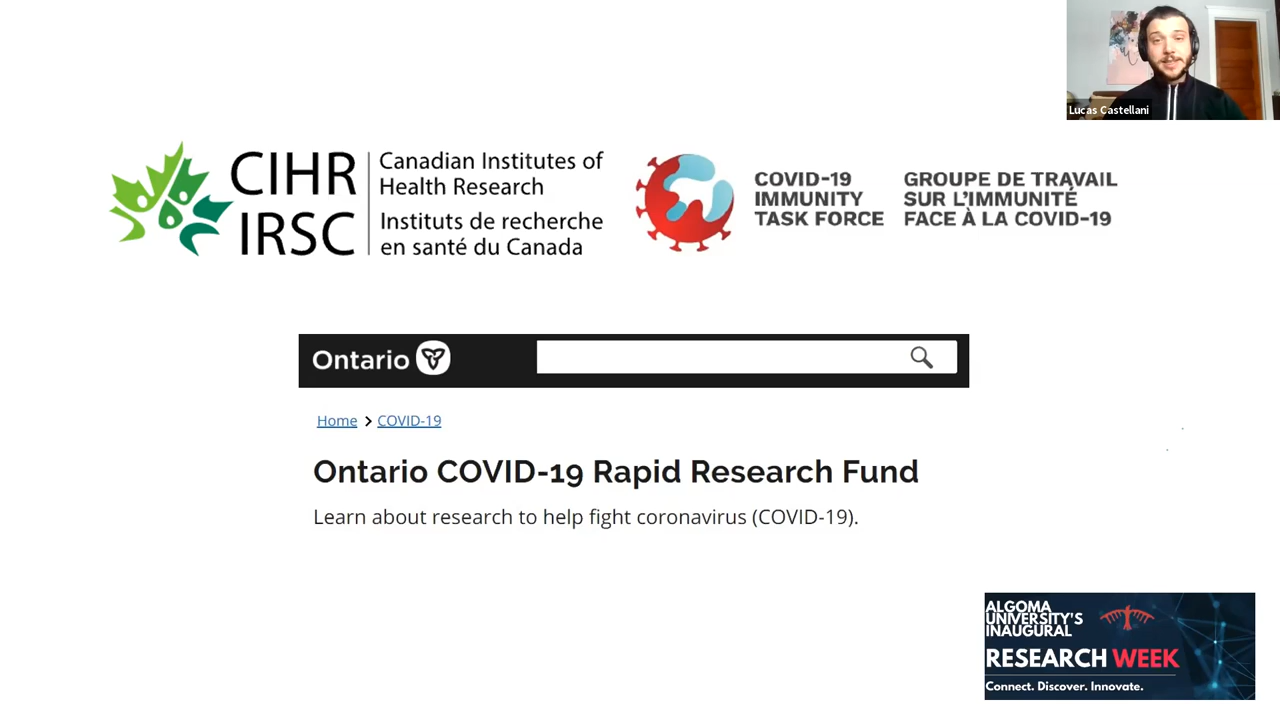 Lucas Castellani
CIHR
IRSC
Canadian Institutes of
Health Research
Instituts de recherche
en santé du Canada
COVID-19
IMMUNITY
TASK FORCE
GROUPE DE TRAVAIL
SUR L'IMMUNITÉ
FACE À LA COVID-19
Ontario
Home > COVID-19
Ontario COVID-19 Rapid Research Fund
Learn about research to help fight coronavirus (COVID-19).
ALGOMA
UNIVERSITY'S
INAUGURAL
RESEARCH WEEK
Connect. Discover. Innovate.